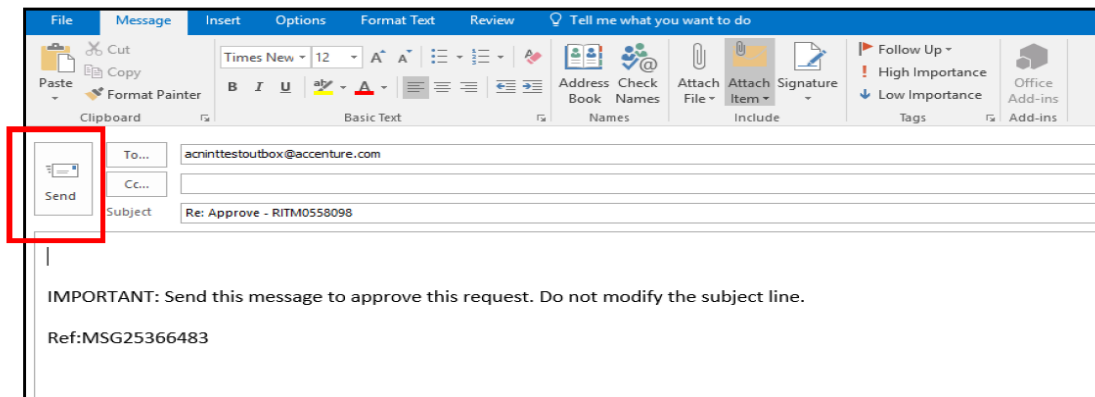 File Message Insert Options Format Text Review Tell me what you want to do
Cut
Copy
Format Painter
Paste
Clipboard
Times New 12 A A
B I U ab A
Basic Text
Address Book
Check Names
Names
Attach File
Attach Item
Signature
Include
Follow Up
High Importance
Low Importance
Tags
Office Add-ins
Add-ins
Send
To... acninttestoutbox@accenture.com
Cc...
Subject Re: Approve - RITM0558098
IMPORTANT: Send this message to approve this request. Do not modify the subject line.
Ref:MSG25366483